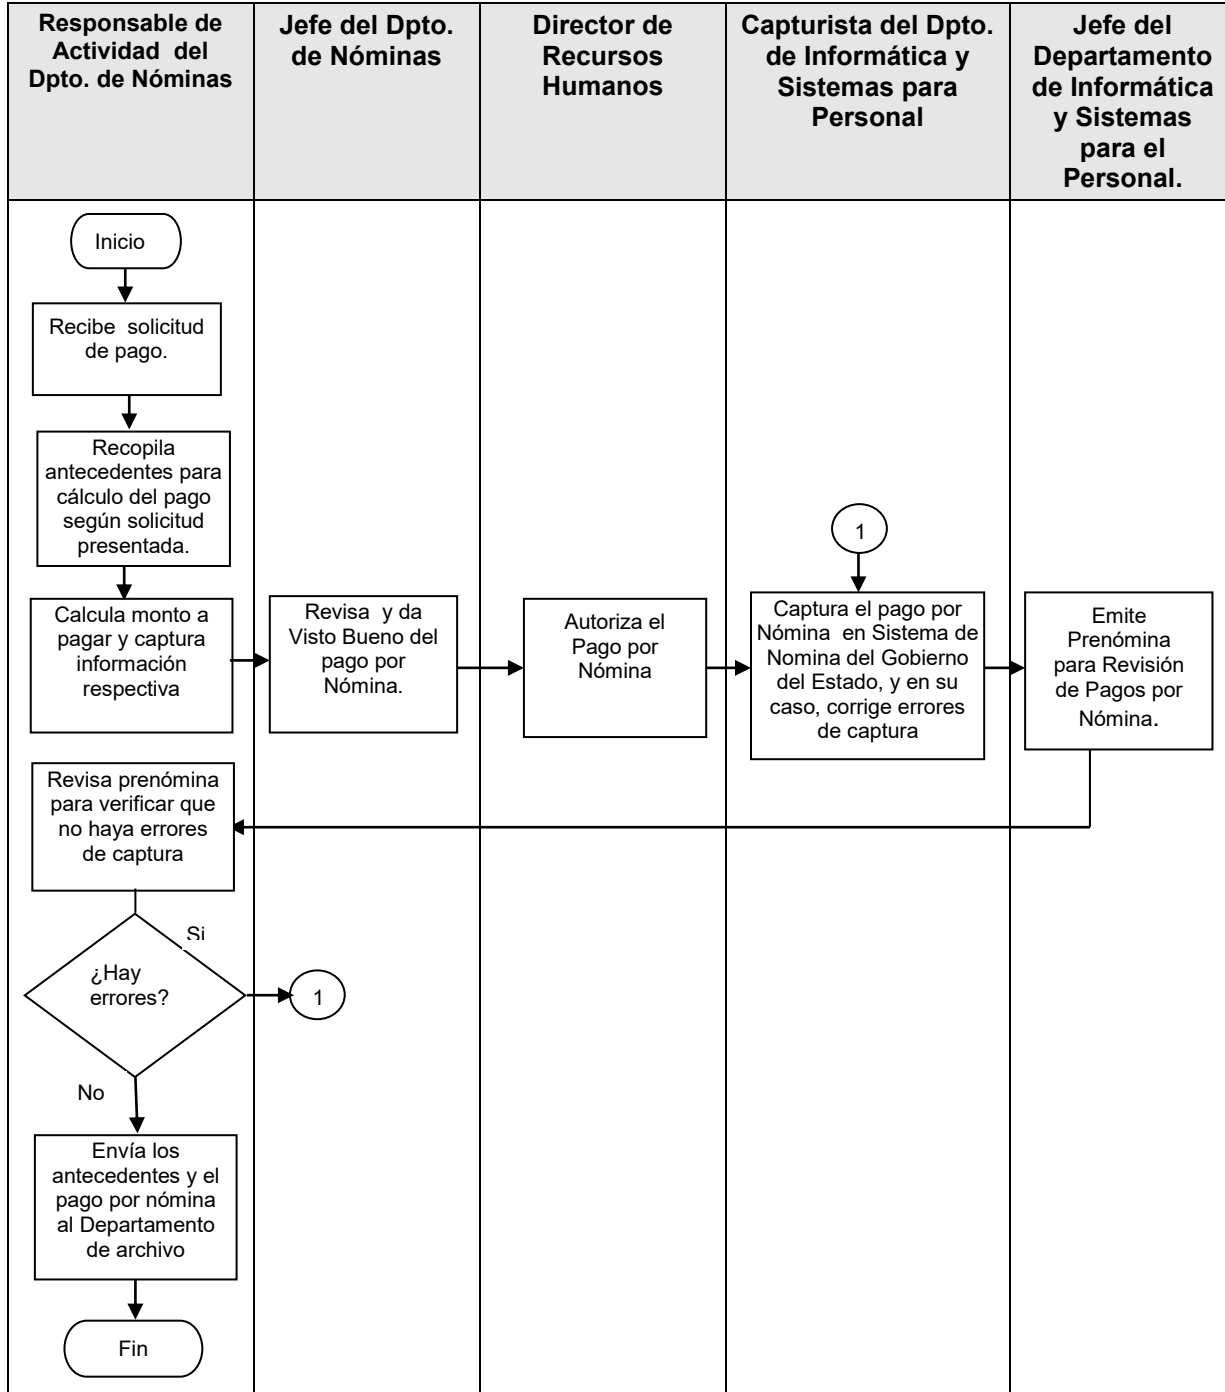 Responsable de
Actividad del
Dpto. de Nóminas
Jefe del Dpto.
de Nóminas
Director de
Recursos
Humanos
Capturista del Dpto.
de Informática y
Sistemas para
Personal
Jefe del
Departamento
de Informática
y Sistemas
para el
Personal.
Inicio
Recibe solicitud
de pago.
Recopila
antecedentes para
cálculo del pago
según solicitud
presentada.
Calcula monto a
pagar y captura
información
respectiva
Revisa y da
Visto Bueno del
pago por
Nómina.
Autoriza el
Pago por
Nómina
1
Captura el pago por
Nómina en Sistema de
Nomina del Gobierno
del Estado, y en su
caso, corrige errores
de captura
Emite
Prenómina
para Revisión
de Pagos por
Nómina.
Revisa prenómina
para verificar que
no haya errores
de captura
Si
¿Hay
errores?
1
No
Envía los
antecedentes y el
pago por nómina
al Departamento
de archivo
Fin